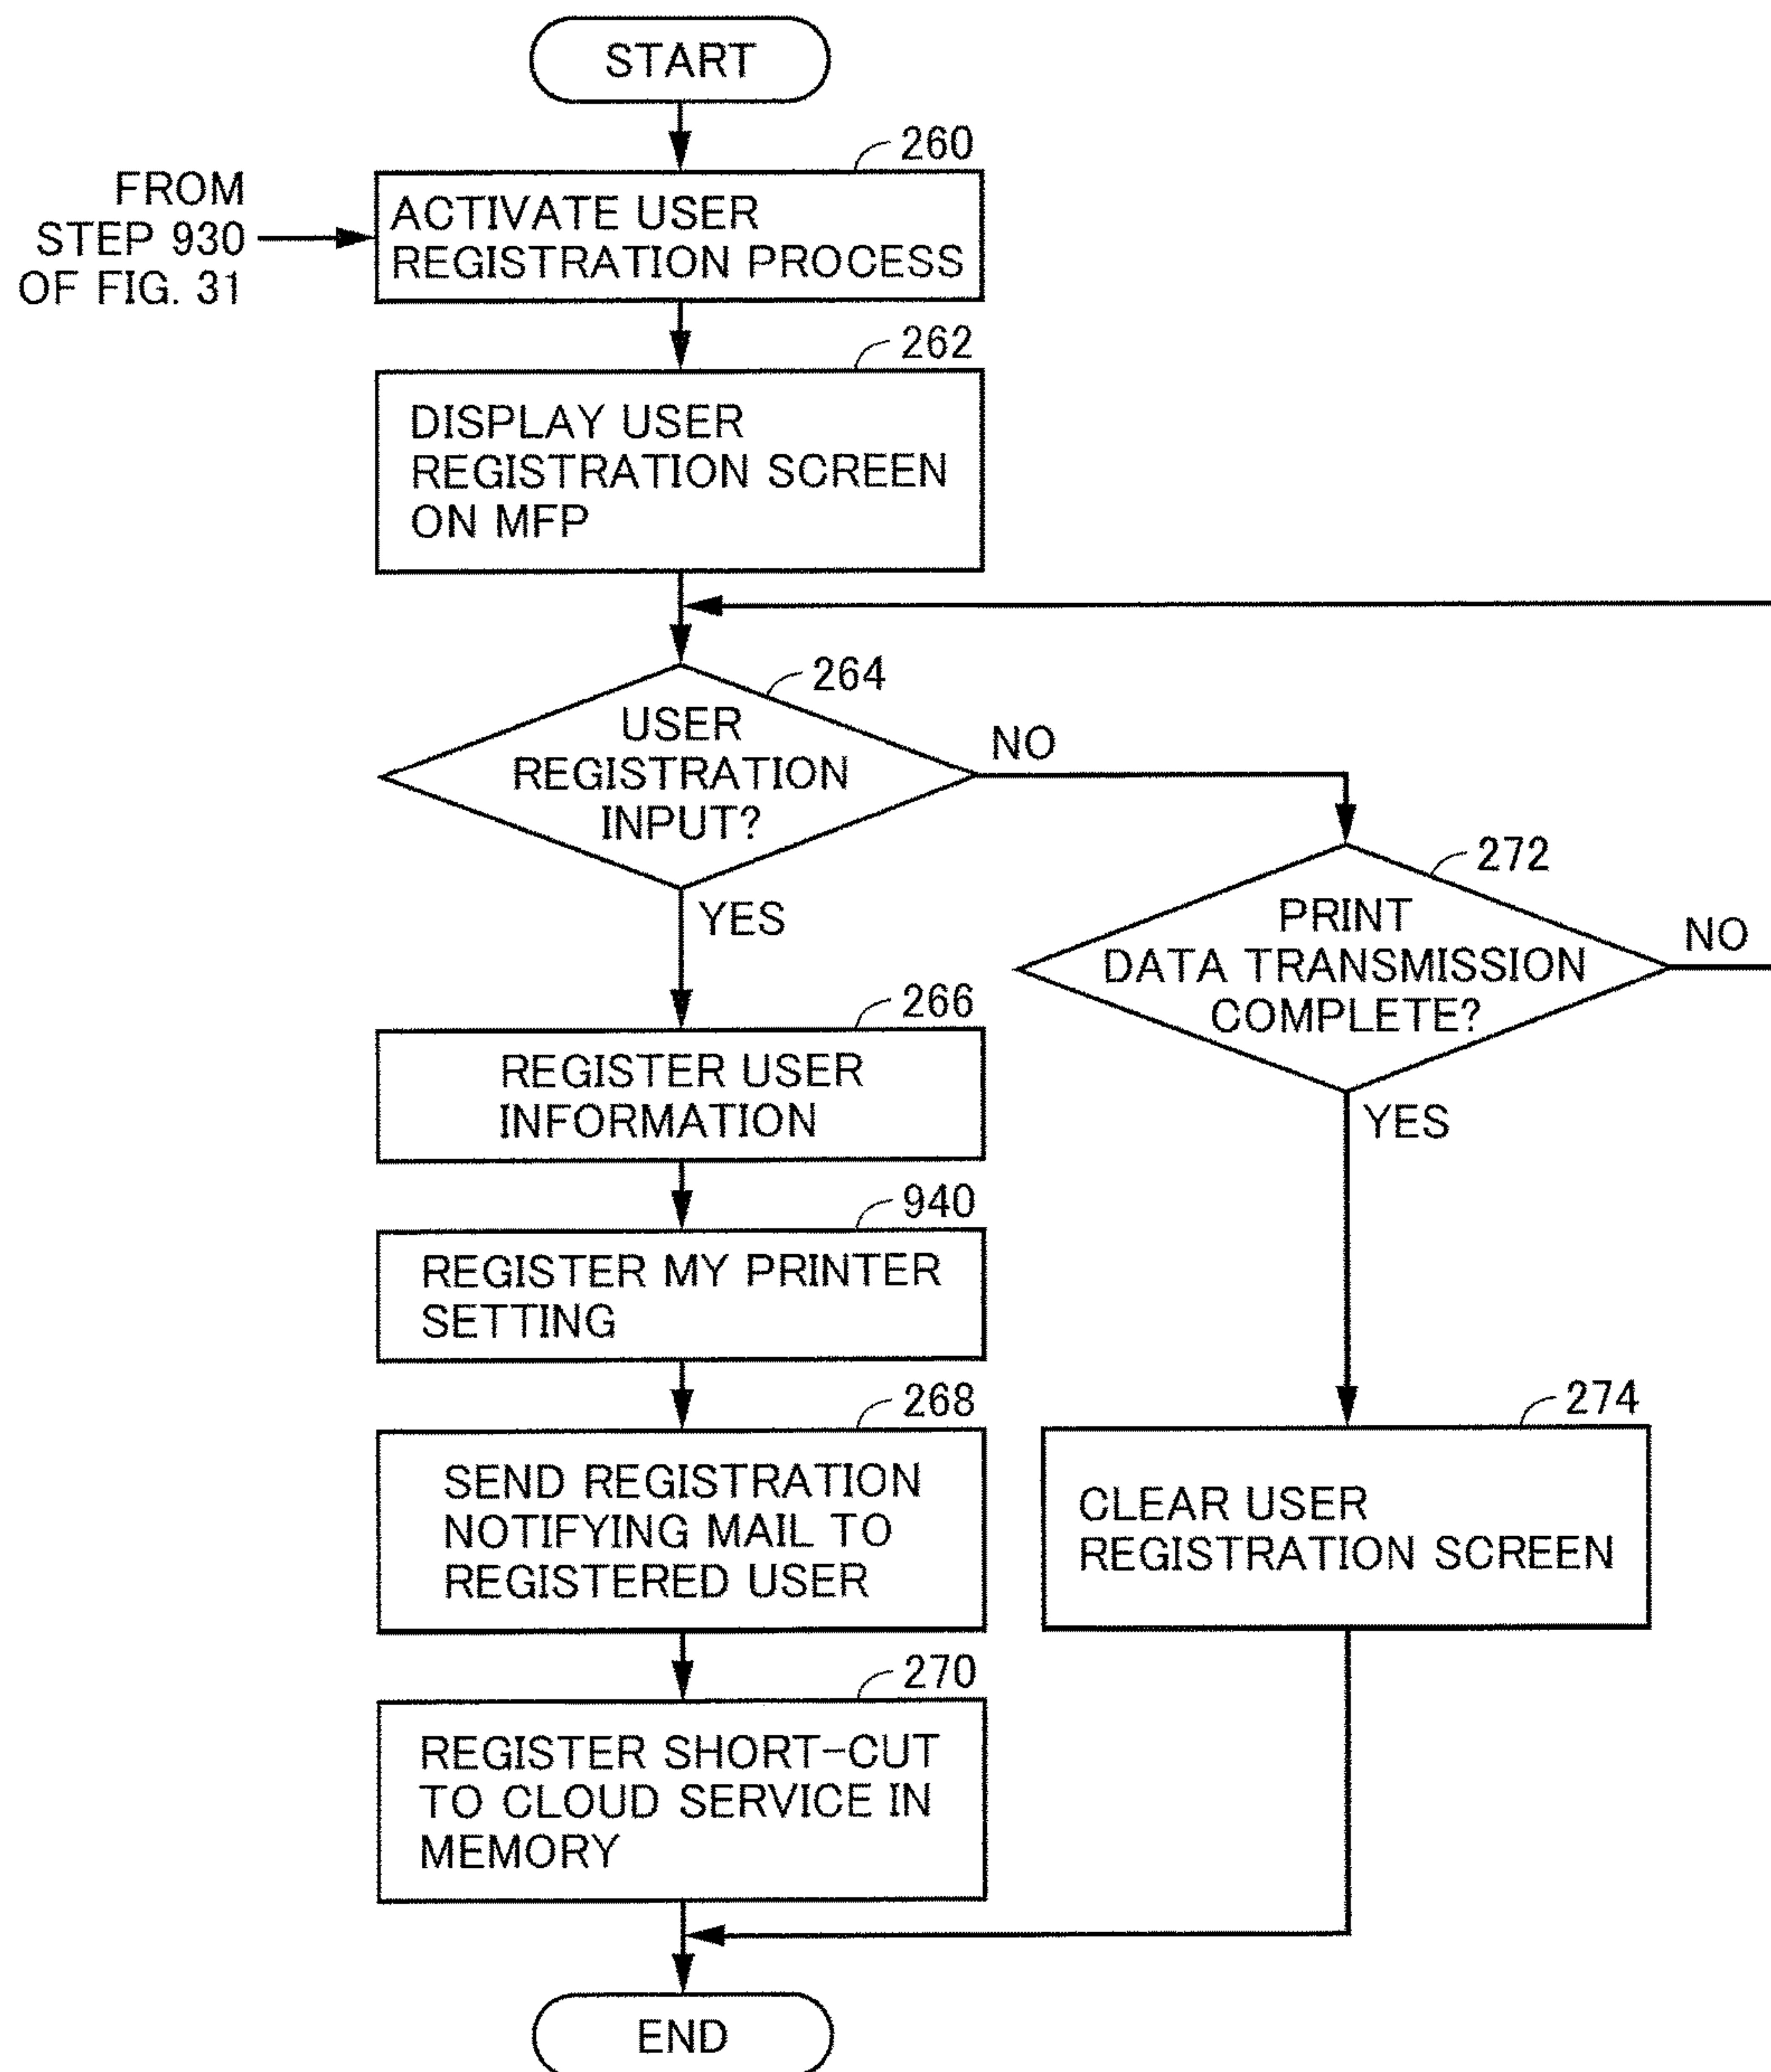 START
260
FROM
STEP 930
OF FIG. 31
ACTIVATE USER
REGISTRATION PROCESS
262
DISPLAY USER
REGISTRATION SCREEN
ON MFP
264
USER
REGISTRATION
INPUT?
NO
YES
272
PRINT
DATA TRANSMISSION
COMPLETE?
NO
YES
266
REGISTER USER
INFORMATION
940
REGISTER MY PRINTER
SETTING
268
SEND REGISTRATION
NOTIFYING MAIL TO
REGISTERED USER
274
CLEAR USER
REGISTRATION SCREEN
270
REGISTER SHORT-CUT
TO CLOUD SERVICE IN
MEMORY
END